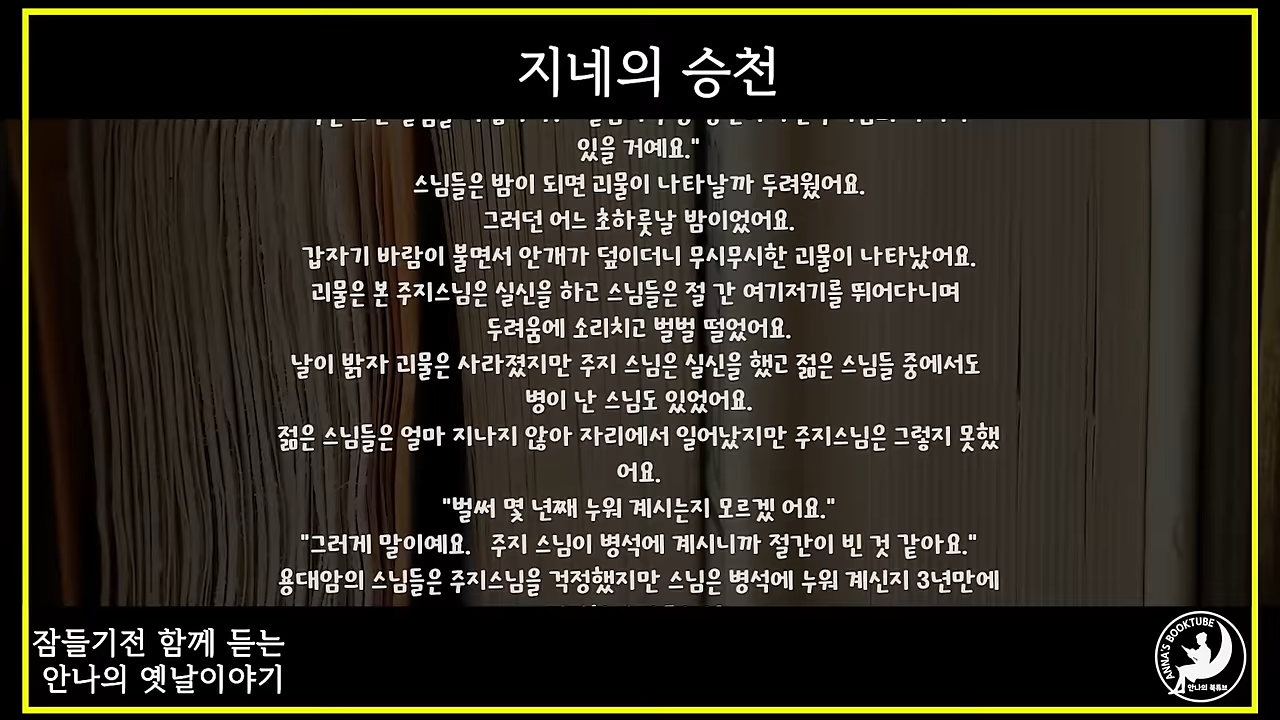 지네의 승천
있을 거예요."
스님들은 밤이 되면 괴물이 나타날까 두려웠어요.
그러던 어느 초하룻날 밤이었어요.
갑자기 바람이 불면서 안개가 덮이더니 무시무시한 괴물이 나타났어요.
괴물은 본 주지스님은 실신을 하고 스님들은 절 간 여기저기를 뛰어다니며
두려움에 소리치고 벌벌 떨었어요.
날이 밝자 괴물은 사라졌지만 주지 스님은 실신을 했고 젊은 스님들 중에서도
병이 난 스님도 있었어요.
젊은 스님들은 얼마 지나지 않아 자리에서 일어났지만 주지스님은 그렇지 못했
어요.
"벌써 몇 년째 누워 계시는지 모르겠 어요."
"그러게 말이예요. 주지 스님이 병석에 계시니까 절간이 빈 것 같아요."
용대암의 스님들은 주지스님을 걱정했지만 스님은 병석에 누워 계신지 3년만에
잠들기전 함께 듣는
안나의 옛날이야기
ANNA'S BOOKTUBE
안나의 북튜브